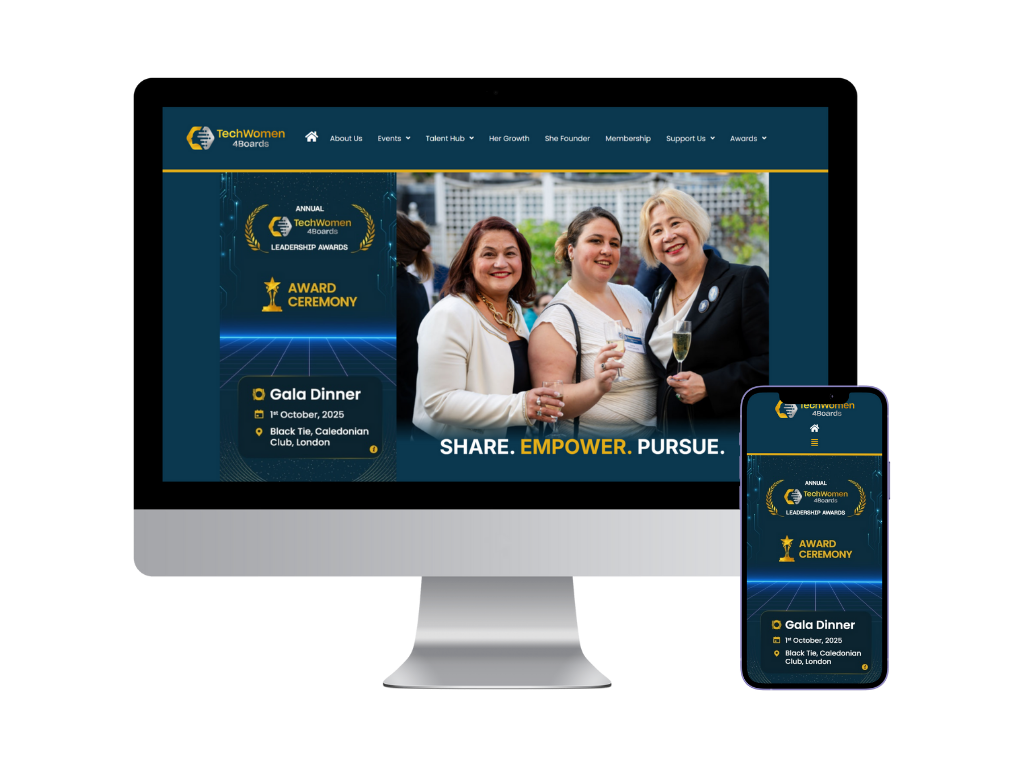 TechWomen
4Boards
About Us Events Talent Hub Her Growth She Founder Membership Support Us Awards
ANNUAL
TechWomen
4Boards
LEADERSHIP AWARDS
AWARD
CEREMONY
Gala Dinner
1st October, 2025
Black Tie, Caledonian
Club, London
SHARE. EMPOWER. PURSUE.
TechWomen
4Boards
ANNUAL
TechWomen
4Boards
LEADERSHIP AWARDS
AWARD
CEREMONY
Gala Dinner
1st October, 2025
Black Tie, Caledonian
Club, London